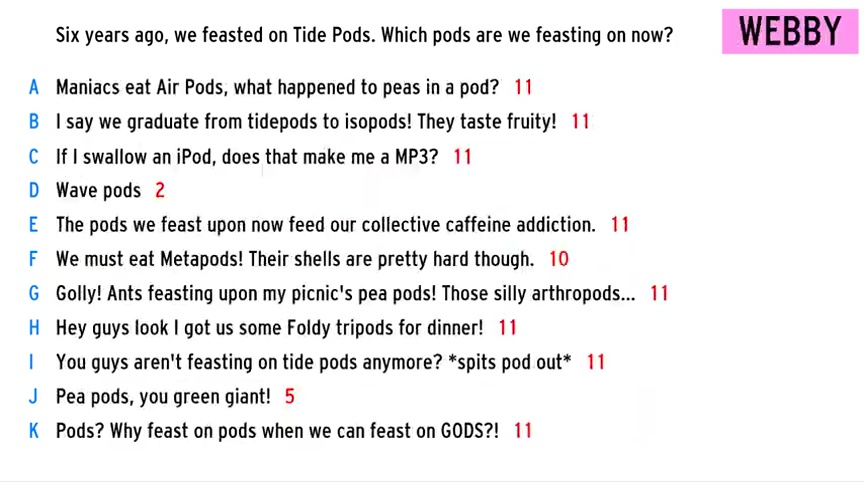 Six years ago, we feasted on Tide Pods. Which pods are we feasting on now?
WEBBY
A Maniacs eat Air Pods, what happened to peas in a pod? 11
B I say we graduate from tidepods to isopods! They taste fruity! 11
C If I swallow an iPod, does that make me a MP3? 11
D Wave pods 2
E The pods we feast upon now feed our collective caffeine addiction. 11
F We must eat Metapods! Their shells are pretty hard though. 10
G Golly! Ants feasting upon my picnic's pea pods! Those silly arthropods... 11
H Hey guys look I got us some Foldy tripods for dinner! 11
I You guys aren't feasting on tide pods anymore? *spits pod out* 11
J Pea pods, you green giant! 5
K Pods? Why feast on pods when we can feast on GODS?! 11